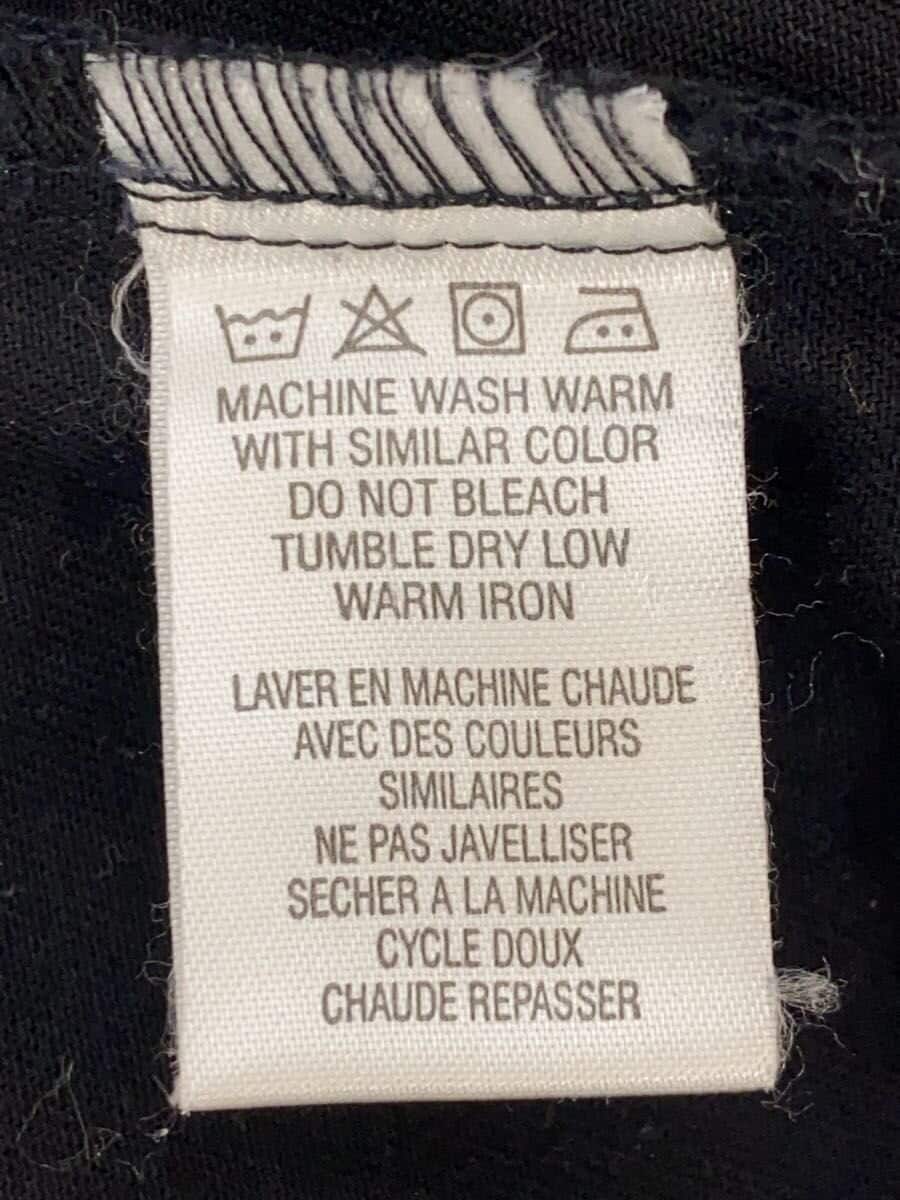 MACHINE WASH WARM
WITH SIMILAR COLOR
DO NOT BLEACH
TUMBLE DRY LOW
WARM IRON
LAVER EN MACHINE CHAUDE
AVEC DES COULEURS
SIMILAIRES
NE PAS JAVELLISER
SECHER A LA MACHINE
CYCLE DOUX
CHAUDE REPASSER